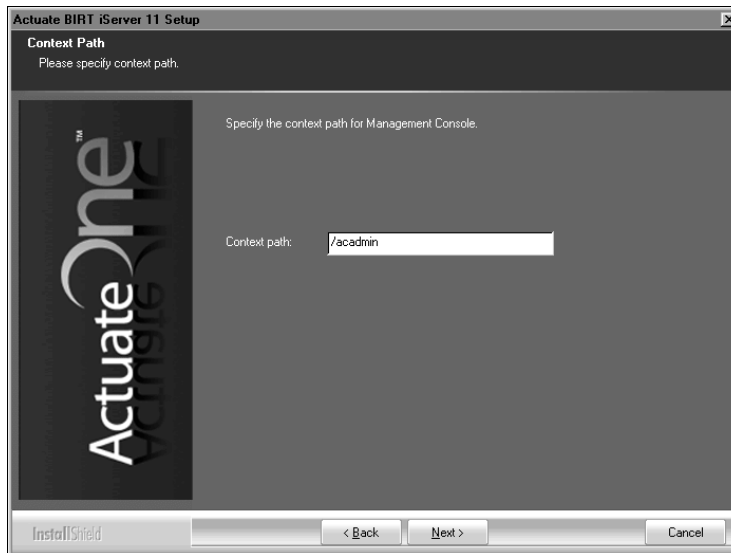 Actuate BIRT iServer 11 Setup
Context Path
Please specify context path.
Specify the context path for Management Console.
Context path: /acadmin
ActuateOne™
InstallShield
< Back Next > Cancel